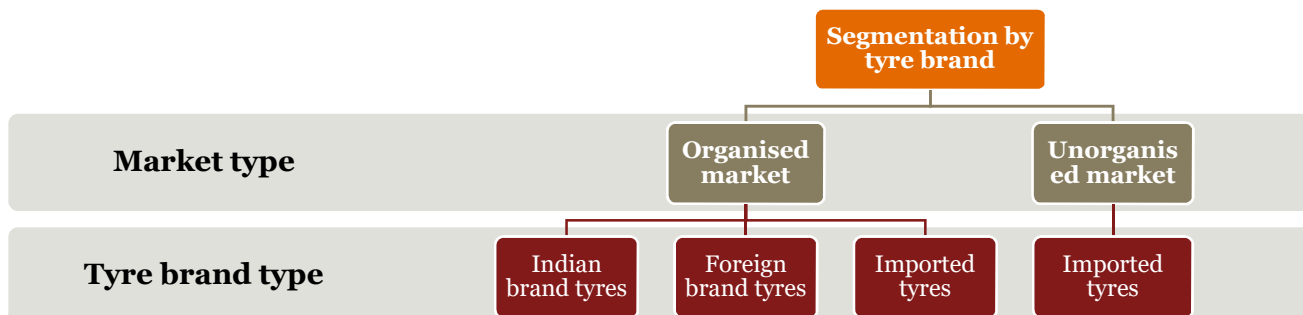 Segmentation by
tyre brand
Market type
Organised
market
Unorganis
ed market
Tyre brand type
Indian
brand tyres
Foreign
brand tyres
Imported
tyres
Imported
tyres